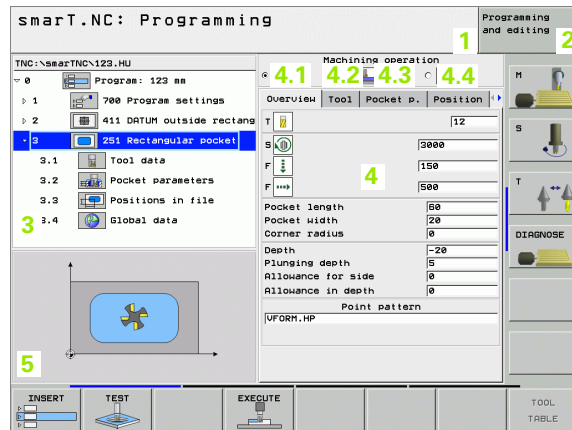 smarT.NC: Programming
1
Programming
and editing
2
TNC:\smarTNC\123.HU
0 Program: 123 mm
1 700 Program settings
2 411 DATUM outside rectang
3 251 Rectangular pocket
3.1 Tool data
3.2 Pocket parameters
3.3 Positions in file
3.4 Global data
3
Machining operation
4.1 4.2 4.3 4.4
Overview Tool Pocket p. Position
T 12
S 3000
F 150
F 500
4
Pocket length 60
Pocket width 20
Corner radius 0
Depth -20
Plunging depth 5
Allowance for side 0
Allowance in depth 0
Point pattern
VFORM.HP
5
M
S
T
DIAGNOSE
INSERT
TEST
EXECUTE
TOOL
TABLE